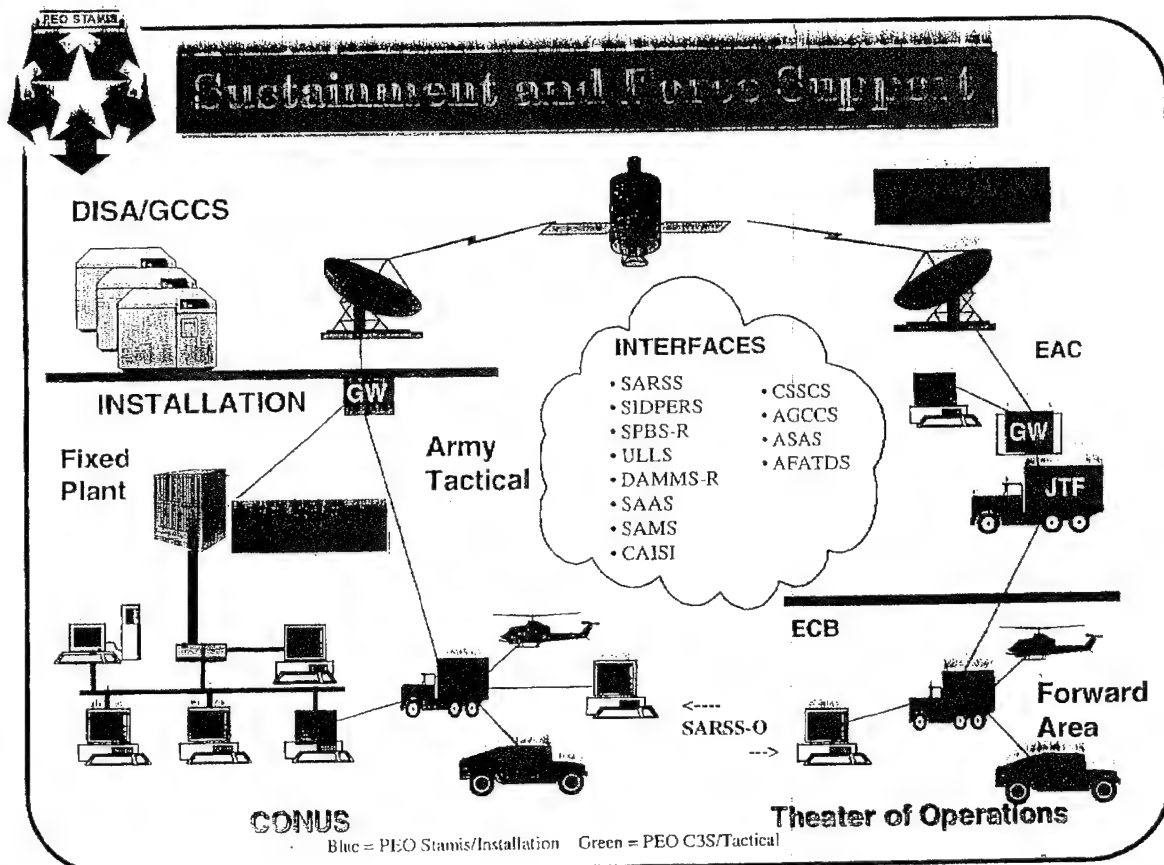 PEO STAMIS
Sustainment and Force Support
DISA/GCCS
INSTALLATION
GW
Fixed
Plant
Army
Tactical
INTERFACES
• SARSS
• SIDPERS
• SPBS-R
• ULLS
• DAMMS-R
• SAAS
• SAMS
• CAISI
• CSSCS
• AGCCS
• ASAS
• AFATDS
EAC
GW
JTF
ECB
Forward
Area
<----
SARSS-O
--->
CONUS
Theater of Operations
Blue = PEO Stamis/Installation Green = PEO C3S/Tactical